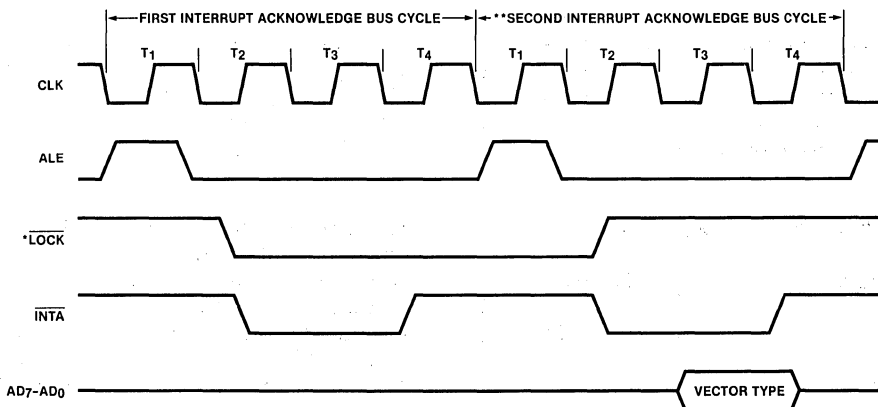 FIRST INTERRUPT ACKNOWLEDGE BUS CYCLE **SECOND INTERRUPT ACKNOWLEDGE BUS CYCLE
T1 T2 T3 T4 T1 T2 T3 T4
CLK
ALE
*LOCK
INTA
AD7-AD0 VECTOR TYPE